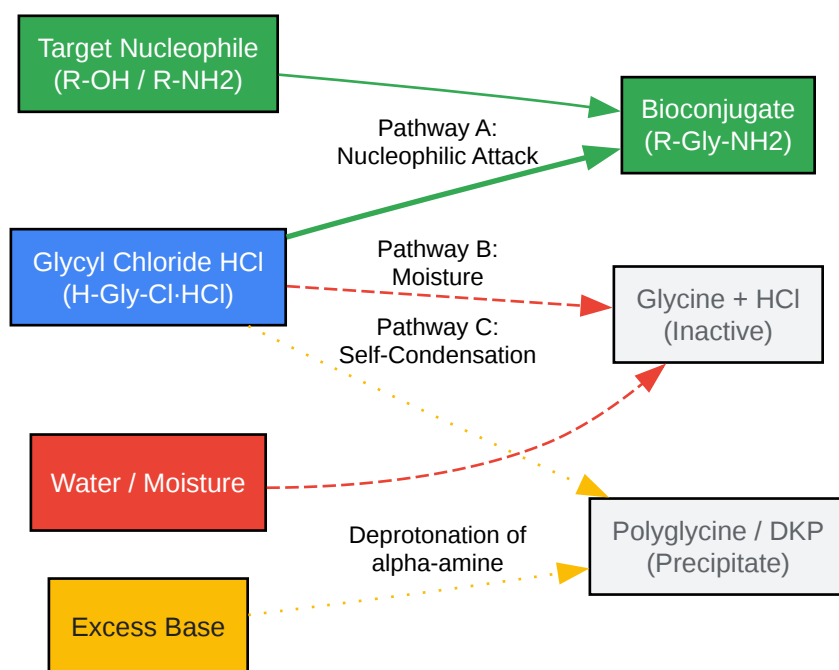 Target Nucleophile
(R-OH / R-NH2)
Bioconjugate
(R-Gly-NH2)
Pathway A:
Nucleophilic Attack
Glycyl Chloride HCl
(H-Gly-Cl·HCl)
Pathway B:
Moisture
Glycine + HCl
(Inactive)
Pathway C:
Self-Condensation
Water / Moisture
Polyglycine / DKP
(Precipitate)
Deprotonation of
alpha-amine
Excess Base